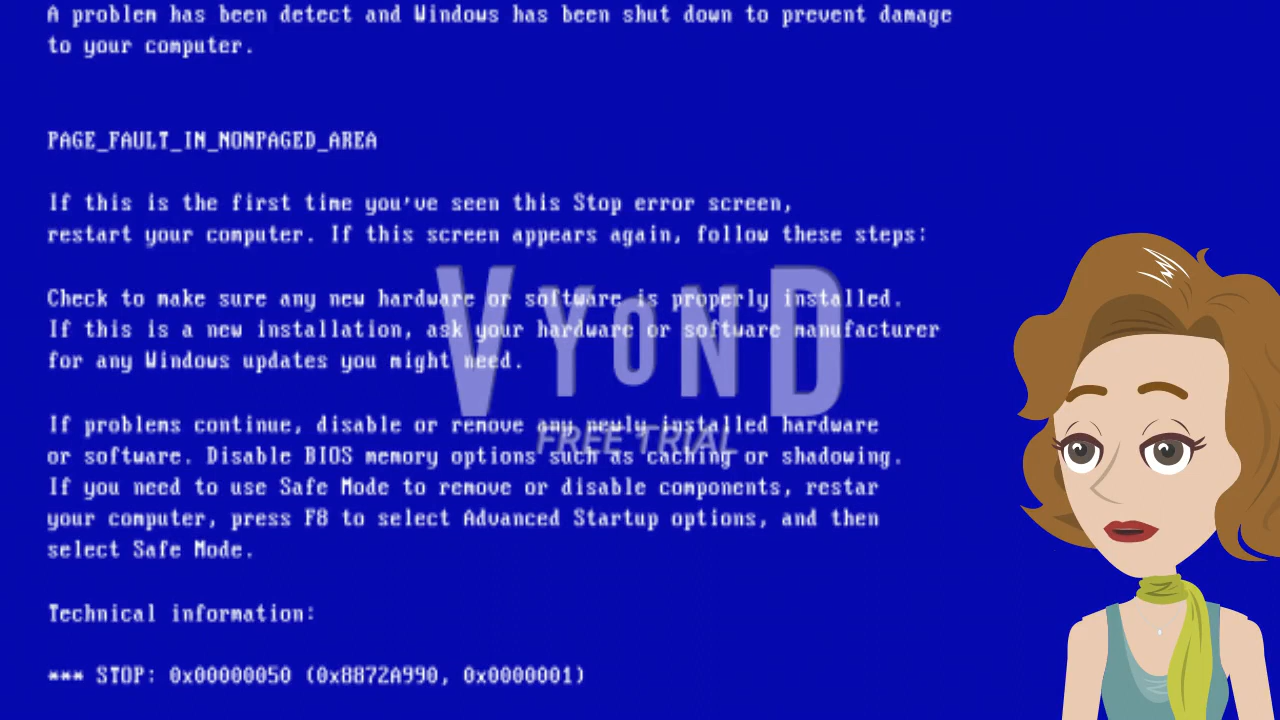 A problem has been detect and Windows has been shut down to prevent damage
to your computer.
PAGE_FAULT_IN_NONPAGED_AREA
If this is the first time you've seen this Stop error screen,
restart your computer. If this screen appears again, follow these steps:
Check to make sure any new hardware or software is properly installed.
If this is a new installation, ask your hardware or software manufacturer
for any Windows updates you might need.
VYOND
FREE TRIAL
If problems continue, disable or remove any newly installed hardware
or software. Disable BIOS memory options such as caching or shadowing.
If you need to use Safe Mode to remove or disable components, restar
your computer, press F8 to select Advanced Startup options, and then
select Safe Mode.
Technical information:
*** STOP: 0x00000050 (0x8872A990, 0x0000001)